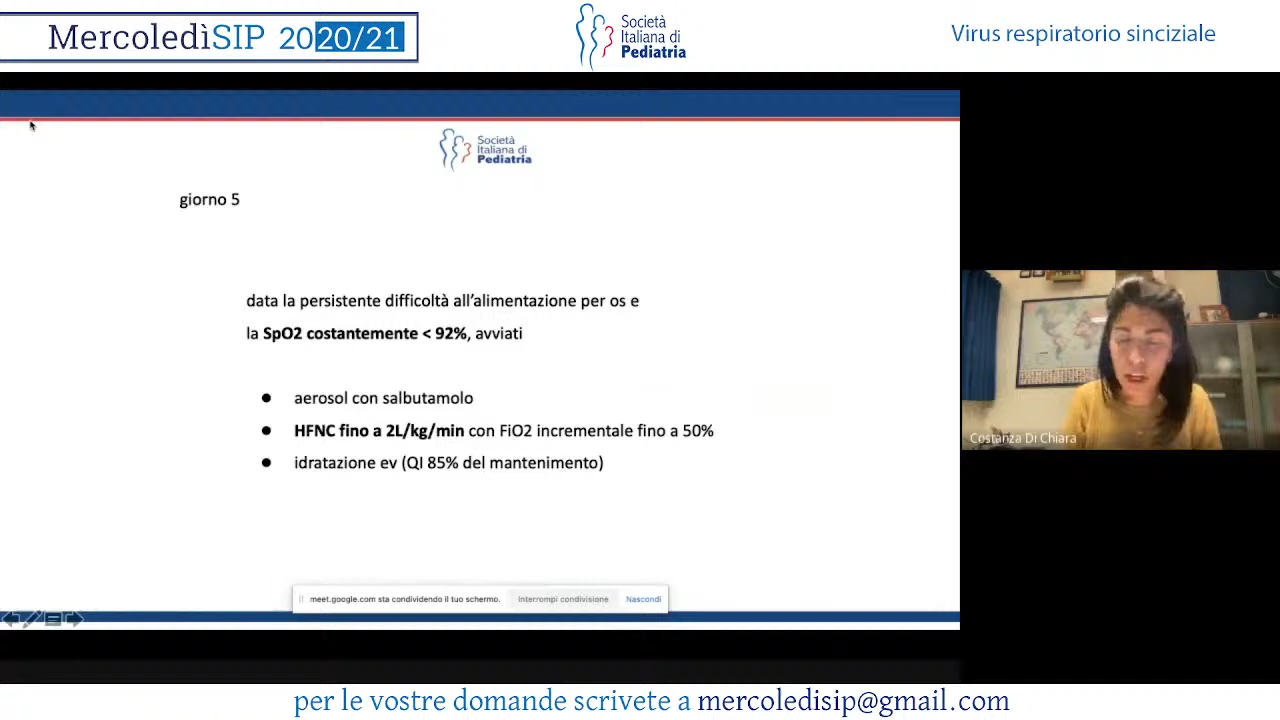 MercoledìSIP 2020/21
Società
Italiana di
Pediatria
Virus respiratorio sinciziale
Società
Italiana di
Pediatria
giorno 5
data la persistente difficoltà all'alimentazione per os e
la SpO2 costantemente < 92%, avviati
● aerosol con salbutamolo
● HFNC fino a 2L/kg/min con FiO2 incrementale fino a 50%
● idratazione ev (QI 85% del mantenimento)
Costanza Di Chiara
meet.google.com sta condividendo il tuo schermo. Interrompi condivisione Nascondi
per le vostre domande scrivete a mercoledisip@gmail.com